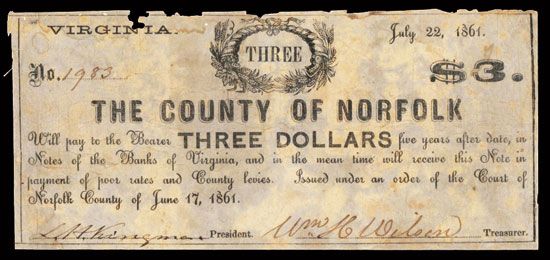 VIRGINIA.
July 22, 1861.
THREE
No. 1983
$3.
THE COUNTY OF NORFOLK
Will pay to the Bearer THREE DOLLARS five years after date, in
Notes of the Banks of Virginia, and in the mean time will receive this Note in
payment of poor rates and County levies. Issued under an order of the Court of
Norfolk County of June 17, 1861.
Kingman President. Wm H Wilson Treasurer.